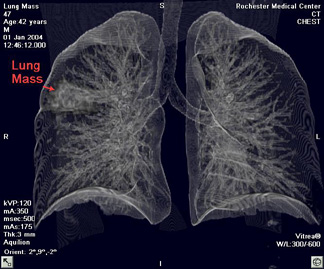 Lung Mass
47
Age 42 years
M
01 Jan 2004
12:46:12.000
S
Rochester Medical Center
CT
CHEST
Lung
Mass
R
L
kVP:120
mA:350
msec:500
mAs:175
Thk:3 mm
Aquilion
Orient: 2°,9°,-2°
I
Vitrea®
W/L:300/-600